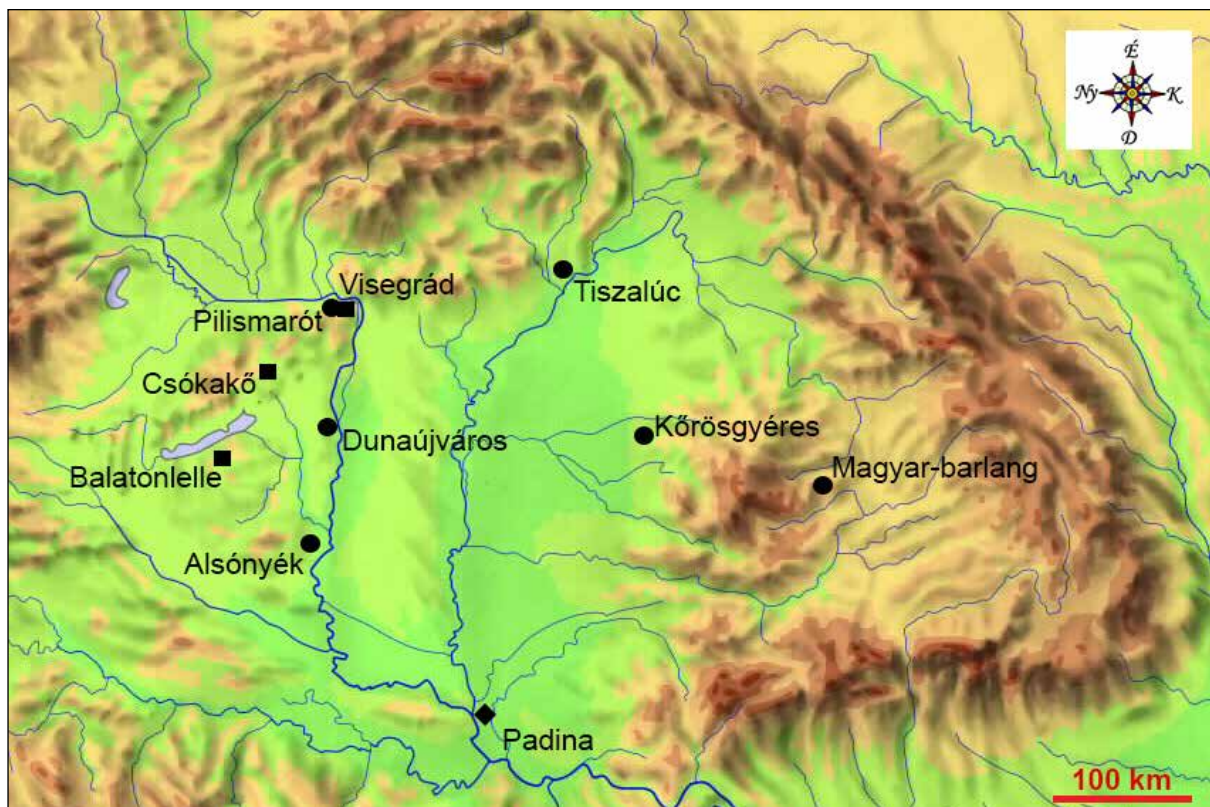 É
Ny K
D
Visegrád
Tiszalúc
Pilismarót
Csókakő
Dunaújváros
Kőrösgyéres
Balatonlelle
Magyar-barlang
Alsónyék
Padina
100 km